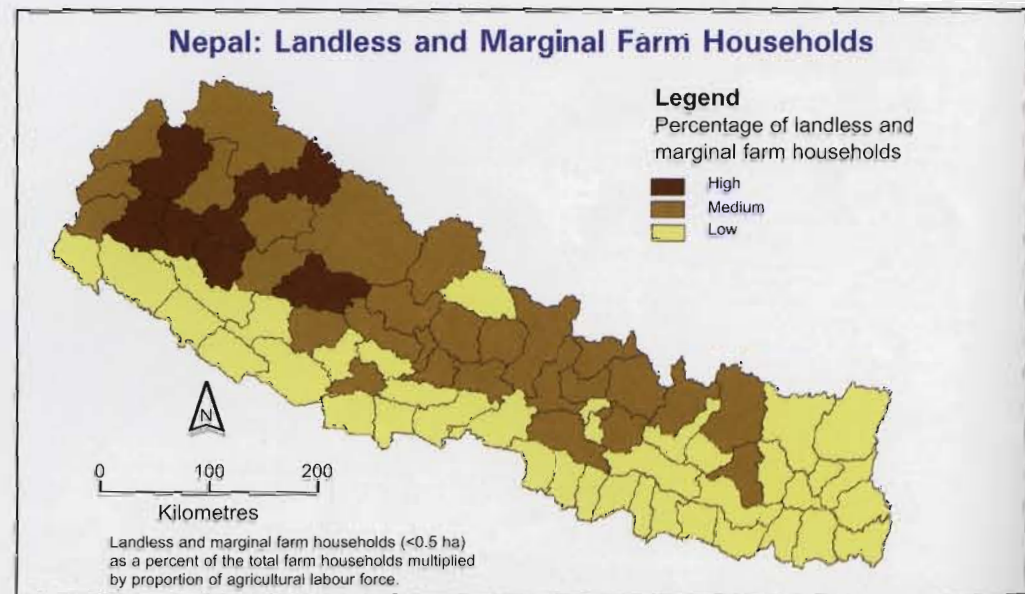 Nepal: Landless and Marginal Farm Households
Legend
Percentage of landless and
marginal farm households
High
Medium
Low
N
0 100 200
Kilometres
Landless and marginal farm households (<0.5 ha)
as a percent of the total farm households multiplied
by proportion of agricultural labour force.